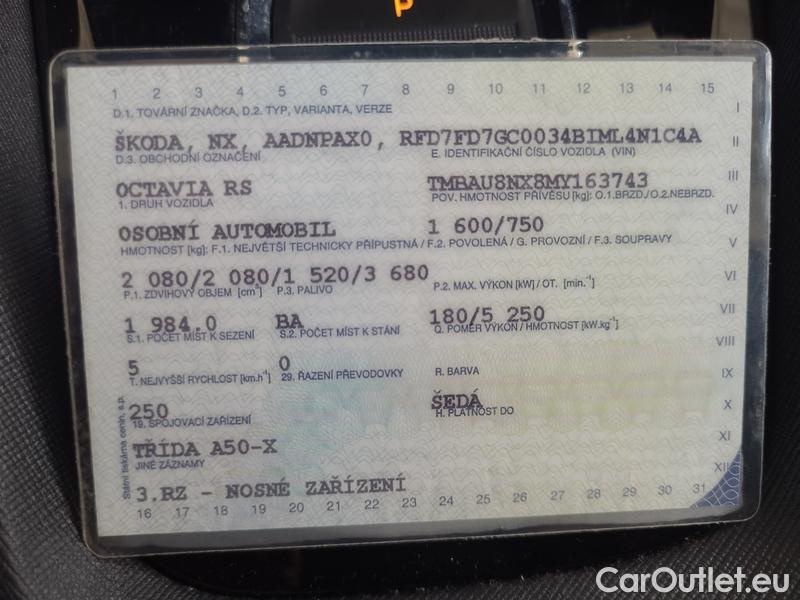 P
1 2 3 4 5 6 7 8 9 10 11 12 13 14 15
D.1. TOVÁRNÍ ZNAČKA, D.2. TYP, VARIANTA, VERZE
I
ŠKODA, NX, AADNPAX0, RFD7FD7GC0034BIML4N1C4A
II
D.3. OBCHODNÍ OZNAČENÍ E. IDENTIFIKAČNÍ ČÍSLO VOZIDLA (VIN)
OCTAVIA RS TMBAU8NX8MY163743
III
1. DRUH VOZIDLA POV. HMOTNOST PŘÍVĚSU [kg]: O.1.BRZD./O.2.NEBRZD.
OSOBNÍ AUTOMOBIL 1 600/750
IV
HMOTNOST [kg]: F.1. NEJVĚTŠÍ TECHNICKY PŘÍPUSTNÁ / F.2. POVOLENÁ / G. PROVOZNÍ / F.3. SOUPRAVY
V
2 080/2 080/1 520/3 680
VI
P.1. ZDVIHOVÝ OBJEM [cm³] P.3. PALIVO P.2. MAX. VÝKON [kW] / OT. [min.⁻¹]
1 984.0 BA 180/5 250
VII
S.1. POČET MÍST K SEZENÍ S.2. POČET MÍST K STÁNÍ Q. POMĚR VÝKON / HMOTNOST [kW.kg⁻¹]
VIII
5 0
T. NEJVYŠŠÍ RYCHLOST [km.h⁻¹] 29. ŘAZENÍ PŘEVODOVKY R. BARVA
IX
250 ŠEDÁ
X
19. SPOJOVACÍ ZAŘÍZENÍ H. PLATNOST DO
TŘÍDA A50-X
XI
JINÉ ZÁZNAMY
XII
3.RZ - NOSNÉ ZAŘÍZENÍ
16 17 18 19 20 21 22 23 24 25 26 27 28 29 30 31
Státní tiskárna cenin, s.p.
CarOutlet.eu